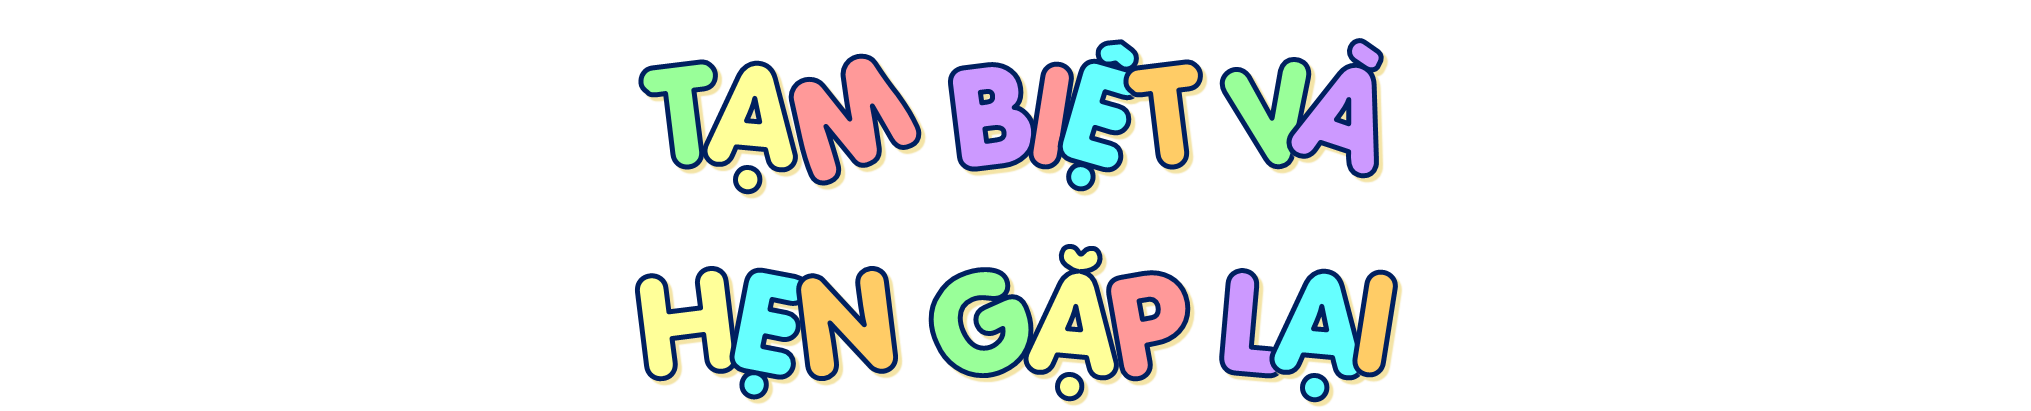 TẠM BIỆT VÀ
HẸN GẶP LẠI